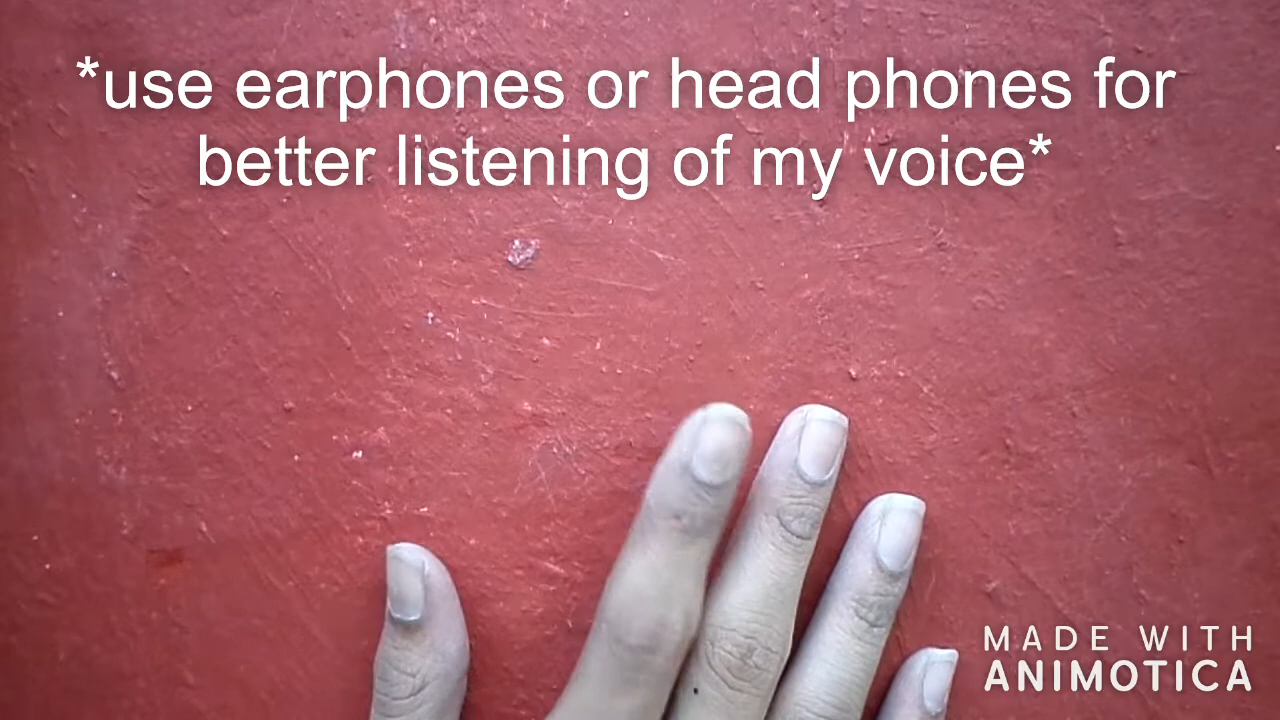 *use earphones or head phones for
better listening of my voice*
MADE WITH
ANIMOTICA